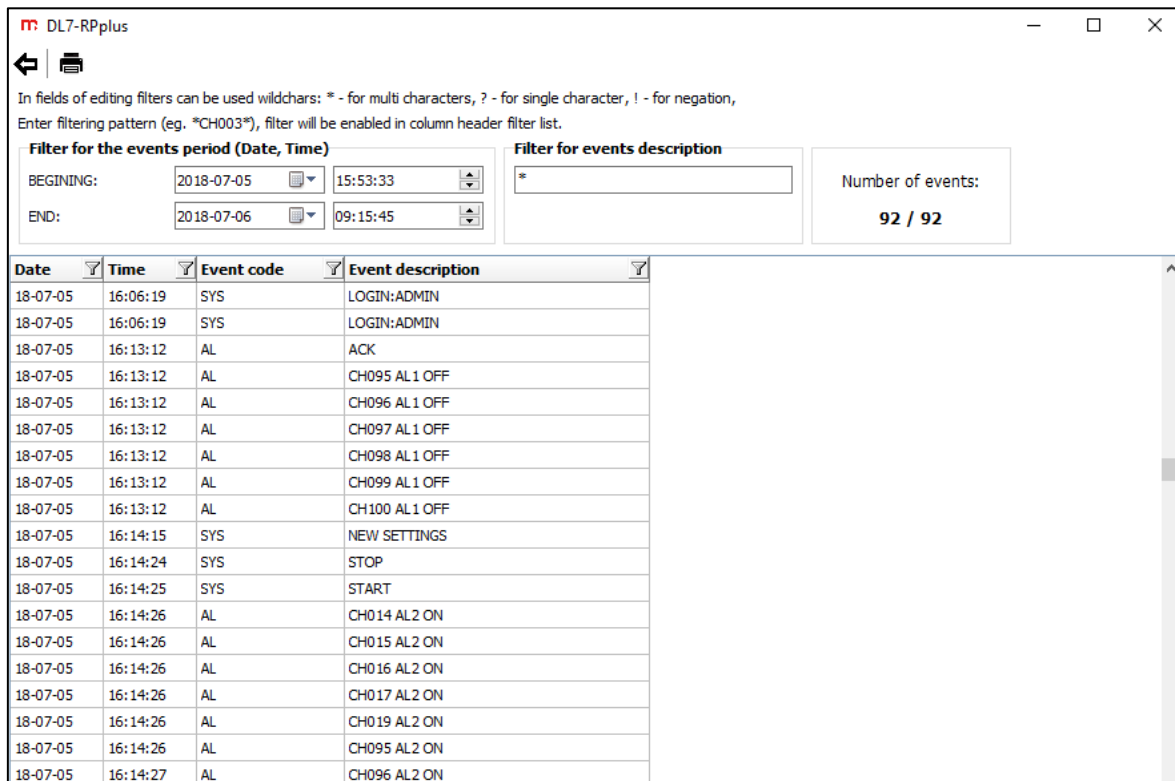 DL7-RPplus
In fields of editing filters can be used wildchars: * - for multi characters, ? - for single character, ! - for negation,
Enter filtering pattern (eg. *CH003*), filter will be enabled in column header filter list.
Filter for the events period (Date, Time)
BEGINING: 2018-07-05 15:53:33
END: 2018-07-06 09:15:45
Filter for events description
*
Number of events:
92 / 92
Date Time Event code Event description
18-07-05 16:06:19 SYS LOGIN:ADMIN
18-07-05 16:06:19 SYS LOGIN:ADMIN
18-07-05 16:13:12 AL ACK
18-07-05 16:13:12 AL CH095 AL1 OFF
18-07-05 16:13:12 AL CH096 AL1 OFF
18-07-05 16:13:12 AL CH097 AL1 OFF
18-07-05 16:13:12 AL CH098 AL1 OFF
18-07-05 16:13:12 AL CH099 AL1 OFF
18-07-05 16:13:12 AL CH100 AL1 OFF
18-07-05 16:14:15 SYS NEW SETTINGS
18-07-05 16:14:24 SYS STOP
18-07-05 16:14:25 SYS START
18-07-05 16:14:26 AL CH014 AL2 ON
18-07-05 16:14:26 AL CH015 AL2 ON
18-07-05 16:14:26 AL CH016 AL2 ON
18-07-05 16:14:26 AL CH017 AL2 ON
18-07-05 16:14:26 AL CH019 AL2 ON
18-07-05 16:14:26 AL CH095 AL2 ON
18-07-05 16:14:27 AL CH096 AL2 ON